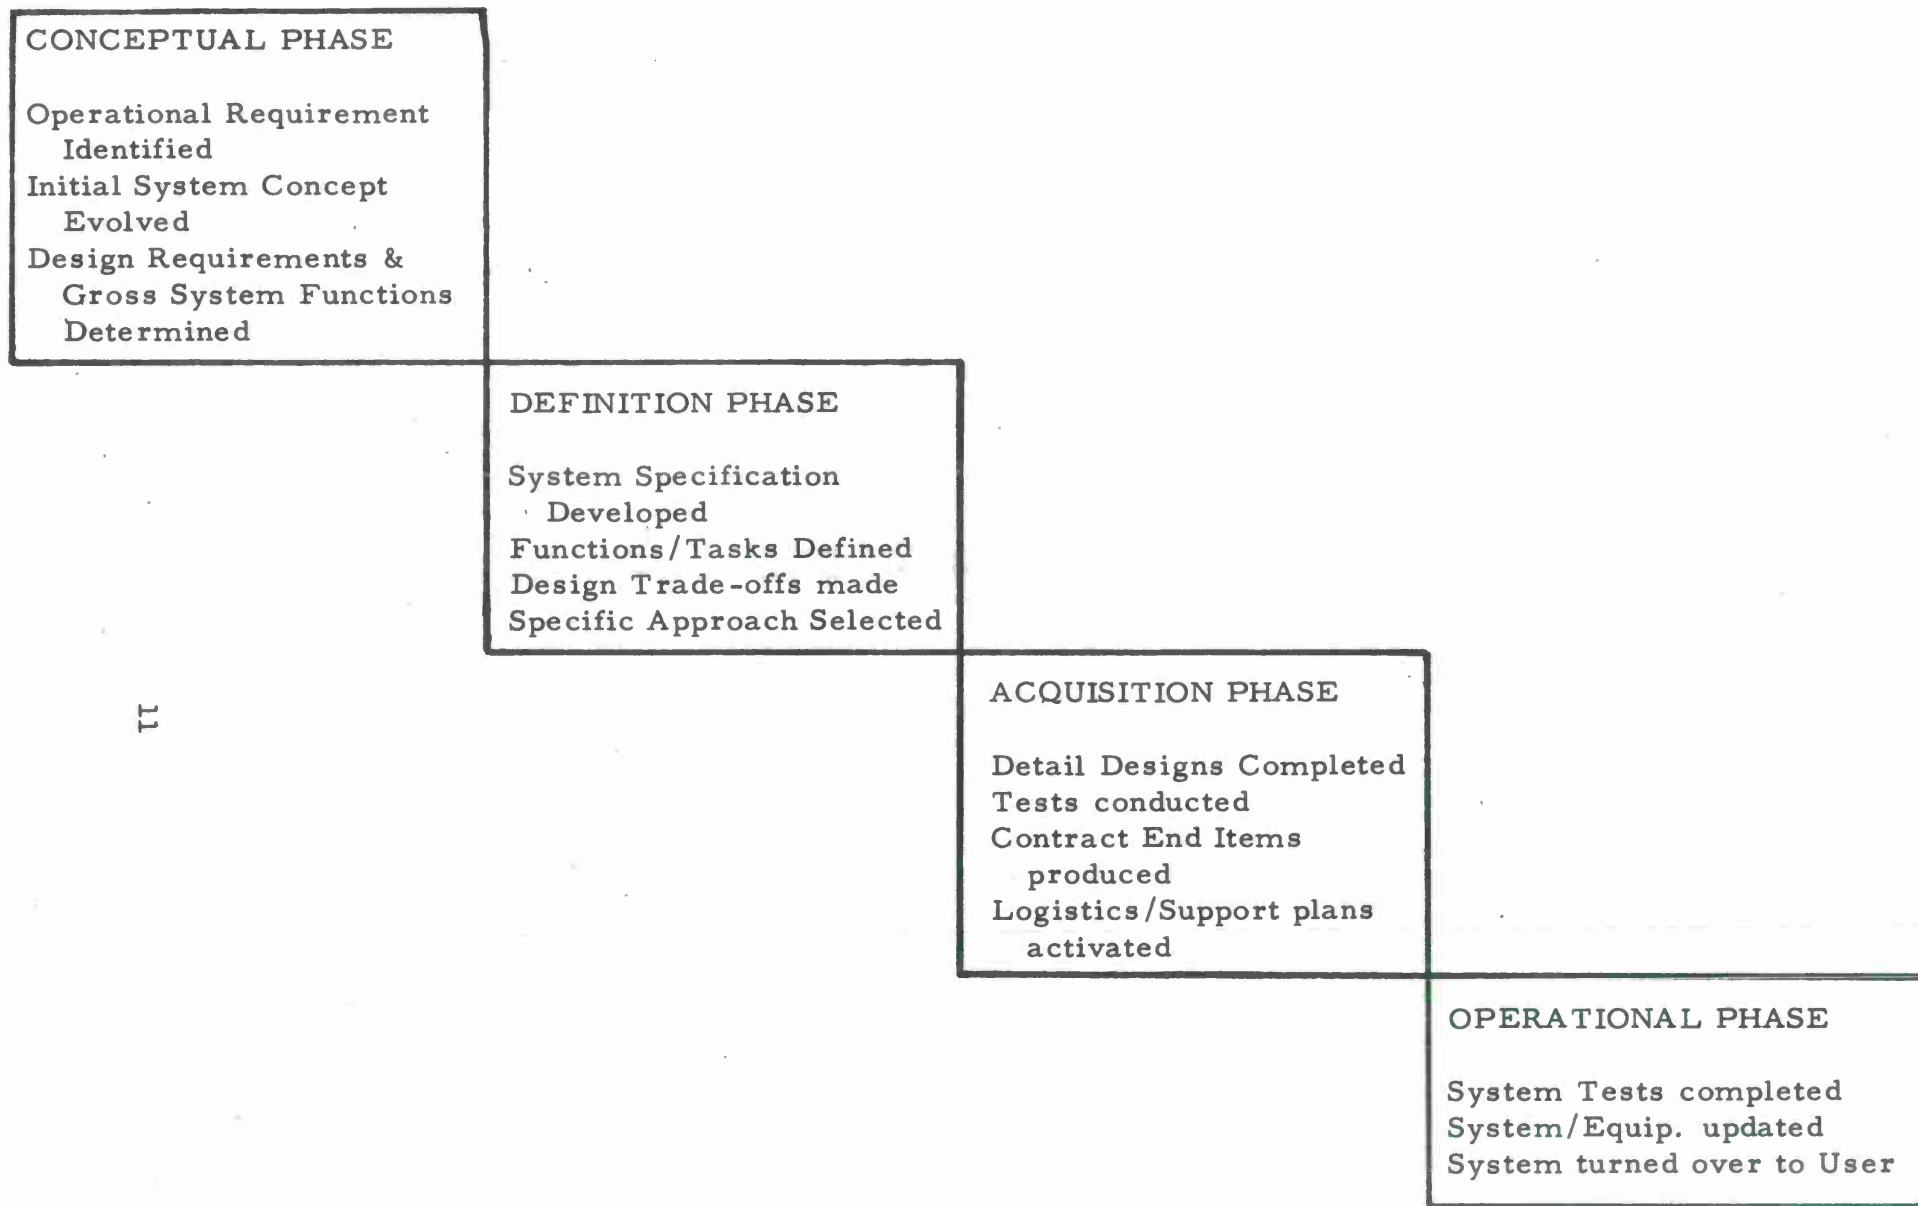 CONCEPTUAL PHASE
Operational Requirement
Identified
Initial System Concept
Evolved
Design Requirements &
Gross System Functions
Determined
DEFINITION PHASE
System Specification
Developed
Functions/Tasks Defined
Design Trade-offs made
Specific Approach Selected
11
ACQUISITION PHASE
Detail Designs Completed
Tests conducted
Contract End Items
produced
Logistics/Support plans
activated
OPERATIONAL PHASE
System Tests completed
System/Equip. updated
System turned over to User